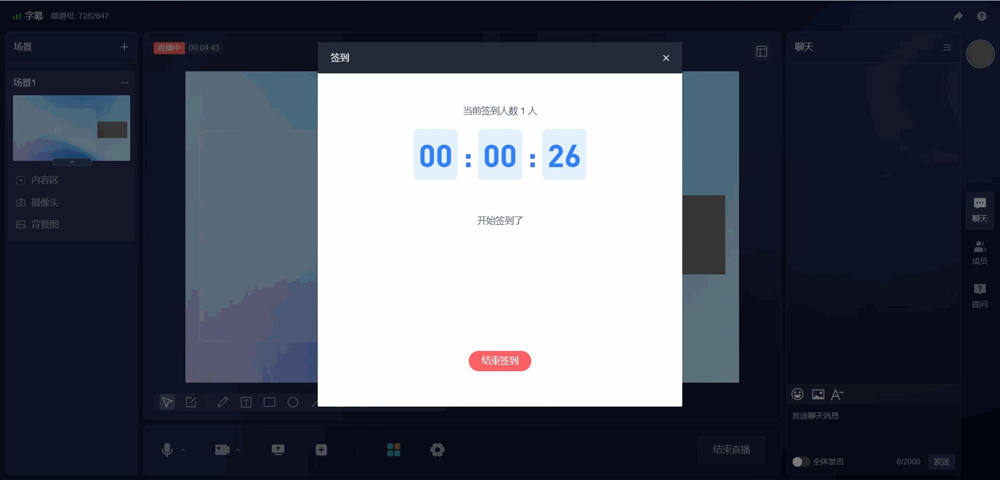 字幕 频道号: 7282647
场景
场景1
内容区
摄像头
背景图
直播中 00:04:43
签到
当前签到人数 1 人
00 : 00 : 26
开始签到了
结束签到
结束直播
聊天
发送聊天消息
全体禁言 0/2000 发送
聊天
成员
提问